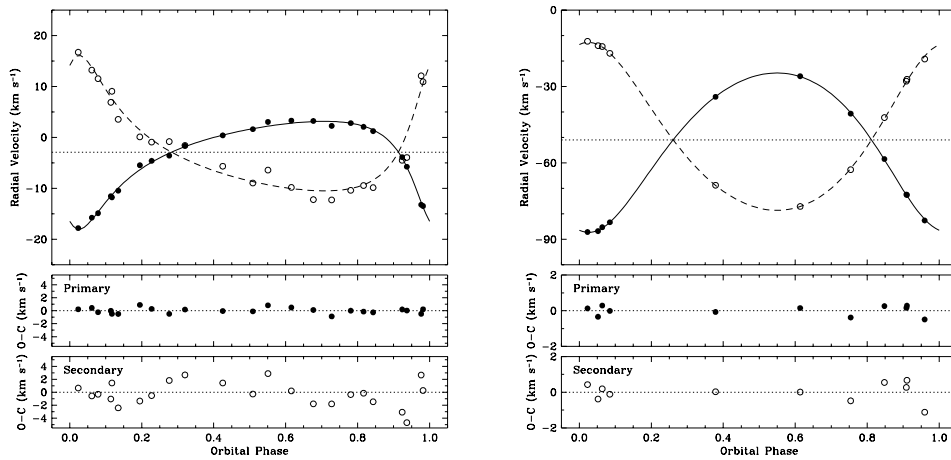 20
10
0
−10
−20
Radial Velocity (km s⁻¹)
Primary
4
2
0
−2
−4
O−C (km s⁻¹)
Secondary
4
2
0
−2
−4
O−C (km s⁻¹)
0.0 0.2 0.4 0.6 0.8 1.0
Orbital Phase
0
−30
−60
−90
Radial Velocity (km s⁻¹)
Primary
2
0
−2
O−C (km s⁻¹)
Secondary
2
0
−2
O−C (km s⁻¹)
0.0 0.2 0.4 0.6 0.8 1.0
Orbital Phase